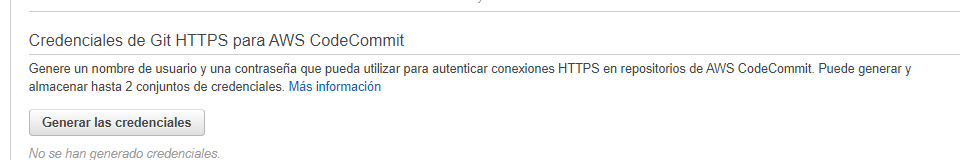 Credenciales de Git HTTPS para AWS CodeCommit
Genere un nombre de usuario y una contraseña que pueda utilizar para autenticar conexiones HTTPS en repositorios de AWS CodeCommit. Puede generar y
almacenar hasta 2 conjuntos de credenciales. Más información
Generar las credenciales
No se han generado credenciales.